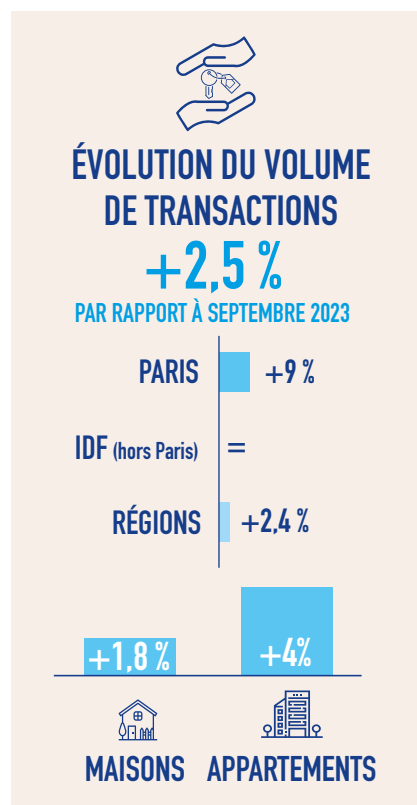 ÉVOLUTION DU VOLUME
DE TRANSACTIONS
+2,5 %
PAR RAPPORT À SEPTEMBRE 2023
PARIS +9 %
IDF (hors Paris) =
RÉGIONS +2,4 %
+1,8 % +4%
MAISONS APPARTEMENTS